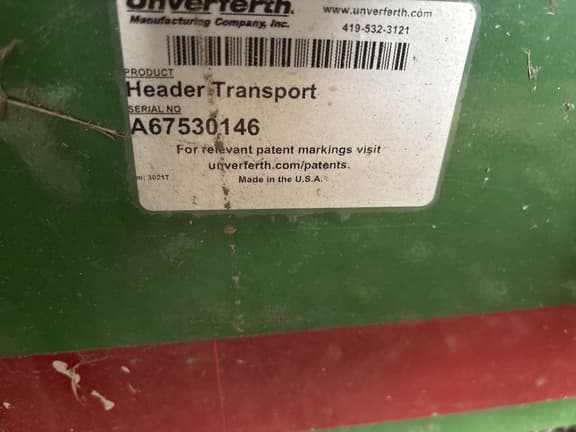 Unverferth.
www.unverferth.com
Manufacturing Company, Inc.
419-532-3121
PRODUCT
Header Transport
SERIAL NO
A67530146
For relevant patent markings visit
unverferth.com/patents.
30217
Made in the U.S.A.